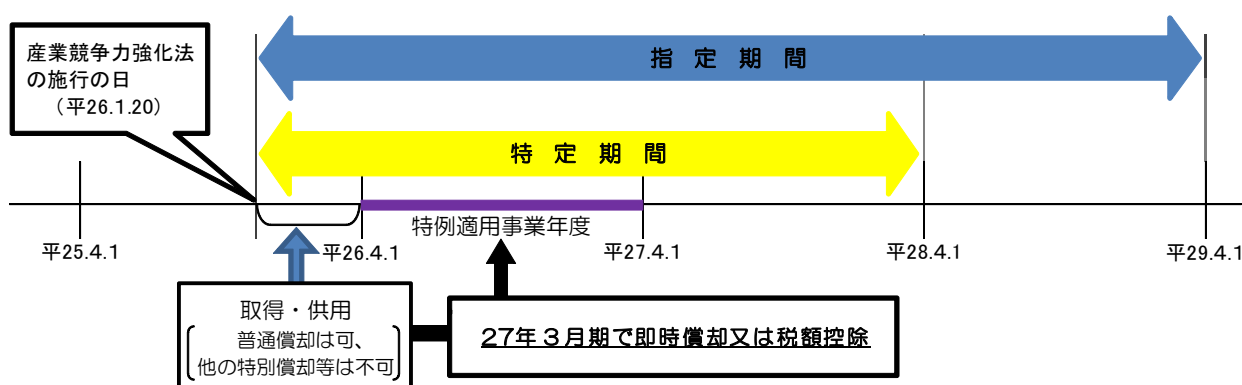 産業競争力強化法
の施行の日
（平26.1.20）
指　定　期　間
特　定　期　間
特例適用事業年度
平25.4.1
平26.4.1
平27.4.1
平28.4.1
平29.4.1
取得・供用
普通償却は可、
他の特別償却等は不可
27年３月期で即時償却又は税額控除